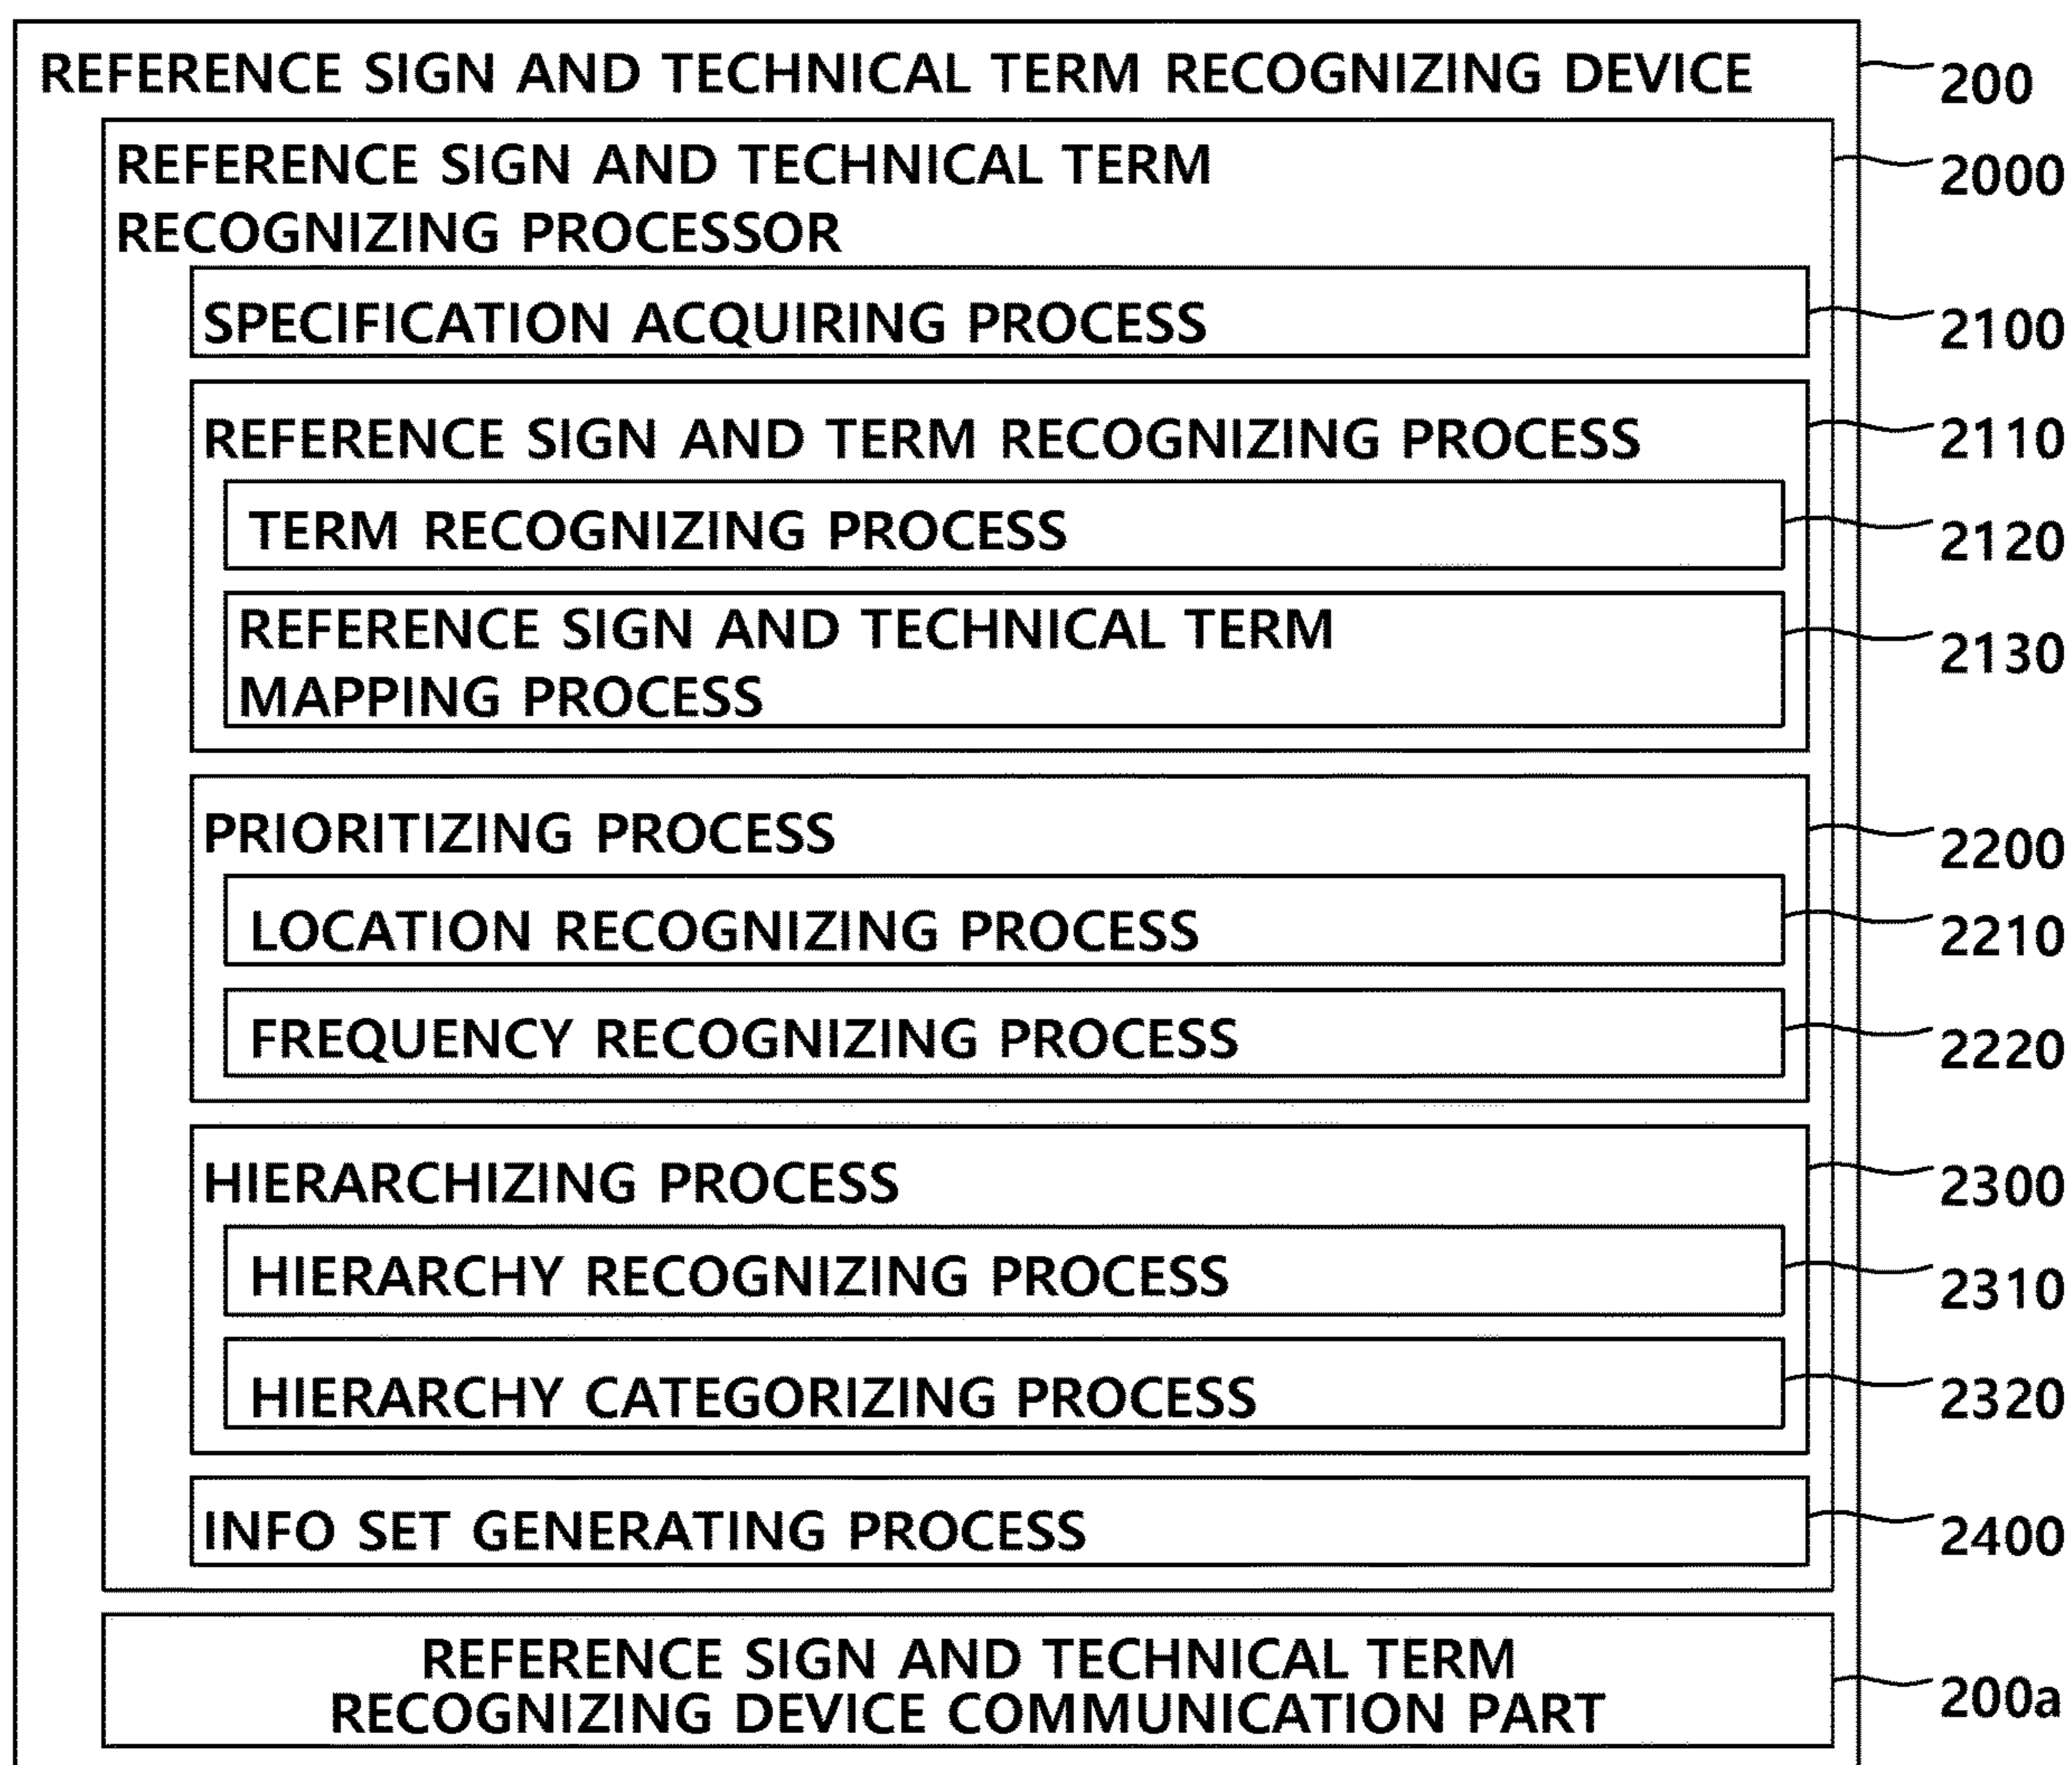 REFERENCE SIGN AND TECHNICAL TERM RECOGNIZING DEVICE 200
REFERENCE SIGN AND TECHNICAL TERM 2000
RECOGNIZING PROCESSOR
SPECIFICATION ACQUIRING PROCESS 2100
REFERENCE SIGN AND TERM RECOGNIZING PROCESS 2110
TERM RECOGNIZING PROCESS 2120
REFERENCE SIGN AND TECHNICAL TERM 2130
MAPPING PROCESS
PRIORITIZING PROCESS 2200
LOCATION RECOGNIZING PROCESS 2210
FREQUENCY RECOGNIZING PROCESS 2220
HIERARCHIZING PROCESS 2300
HIERARCHY RECOGNIZING PROCESS 2310
HIERARCHY CATEGORIZING PROCESS 2320
INFO SET GENERATING PROCESS 2400
REFERENCE SIGN AND TECHNICAL TERM 200a
RECOGNIZING DEVICE COMMUNICATION PART